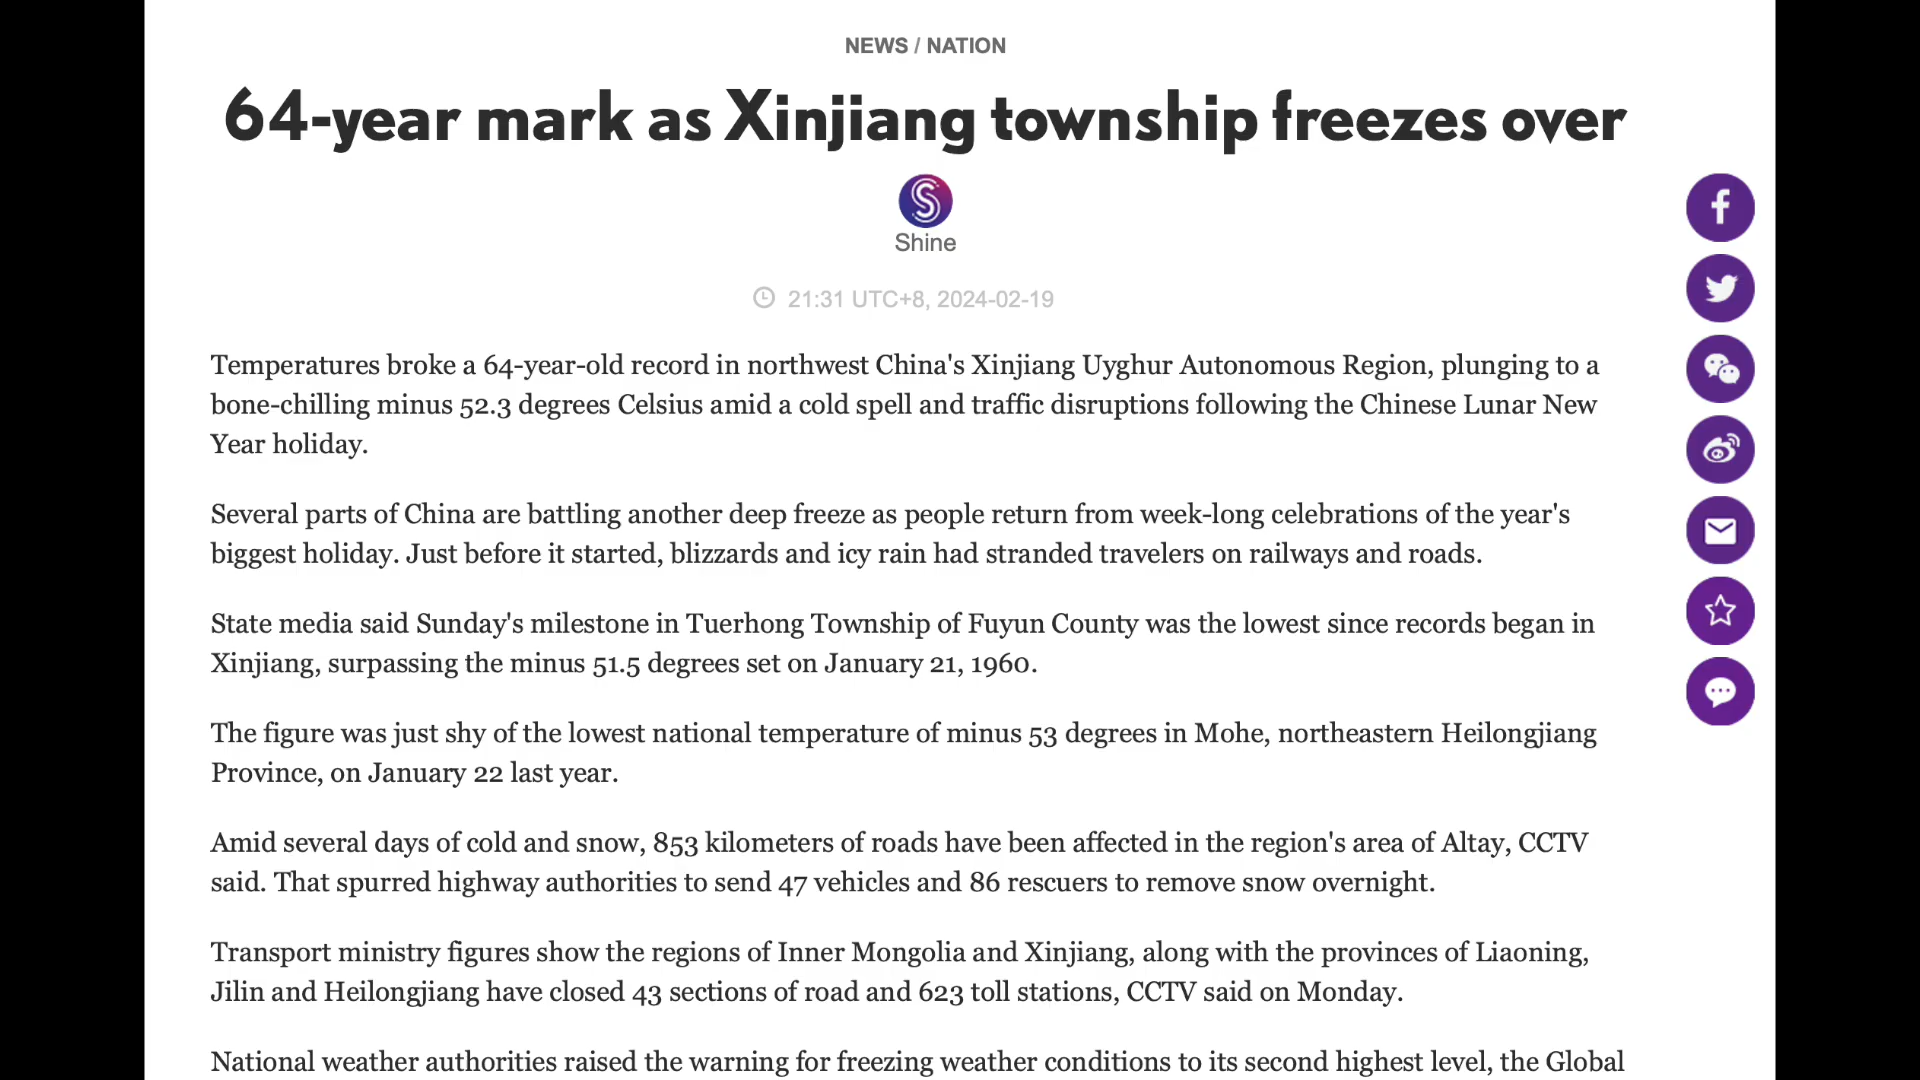 NEWS / NATION
64-year mark as Xinjiang township freezes over
Shine
21:31 UTC+8, 2024-02-19
Temperatures broke a 64-year-old record in northwest China's Xinjiang Uyghur Autonomous Region, plunging to a
bone-chilling minus 52.3 degrees Celsius amid a cold spell and traffic disruptions following the Chinese Lunar New
Year holiday.
Several parts of China are battling another deep freeze as people return from week-long celebrations of the year's
biggest holiday. Just before it started, blizzards and icy rain had stranded travelers on railways and roads.
State media said Sunday's milestone in Tuerhong Township of Fuyun County was the lowest since records began in
Xinjiang, surpassing the minus 51.5 degrees set on January 21, 1960.
The figure was just shy of the lowest national temperature of minus 53 degrees in Mohe, northeastern Heilongjiang
Province, on January 22 last year.
Amid several days of cold and snow, 853 kilometers of roads have been affected in the region's area of Altay, CCTV
said. That spurred highway authorities to send 47 vehicles and 86 rescuers to remove snow overnight.
Transport ministry figures show the regions of Inner Mongolia and Xinjiang, along with the provinces of Liaoning,
Jilin and Heilongjiang have closed 43 sections of road and 623 toll stations, CCTV said on Monday.
National weather authorities raised the warning for freezing weather conditions to its second highest level, the Global